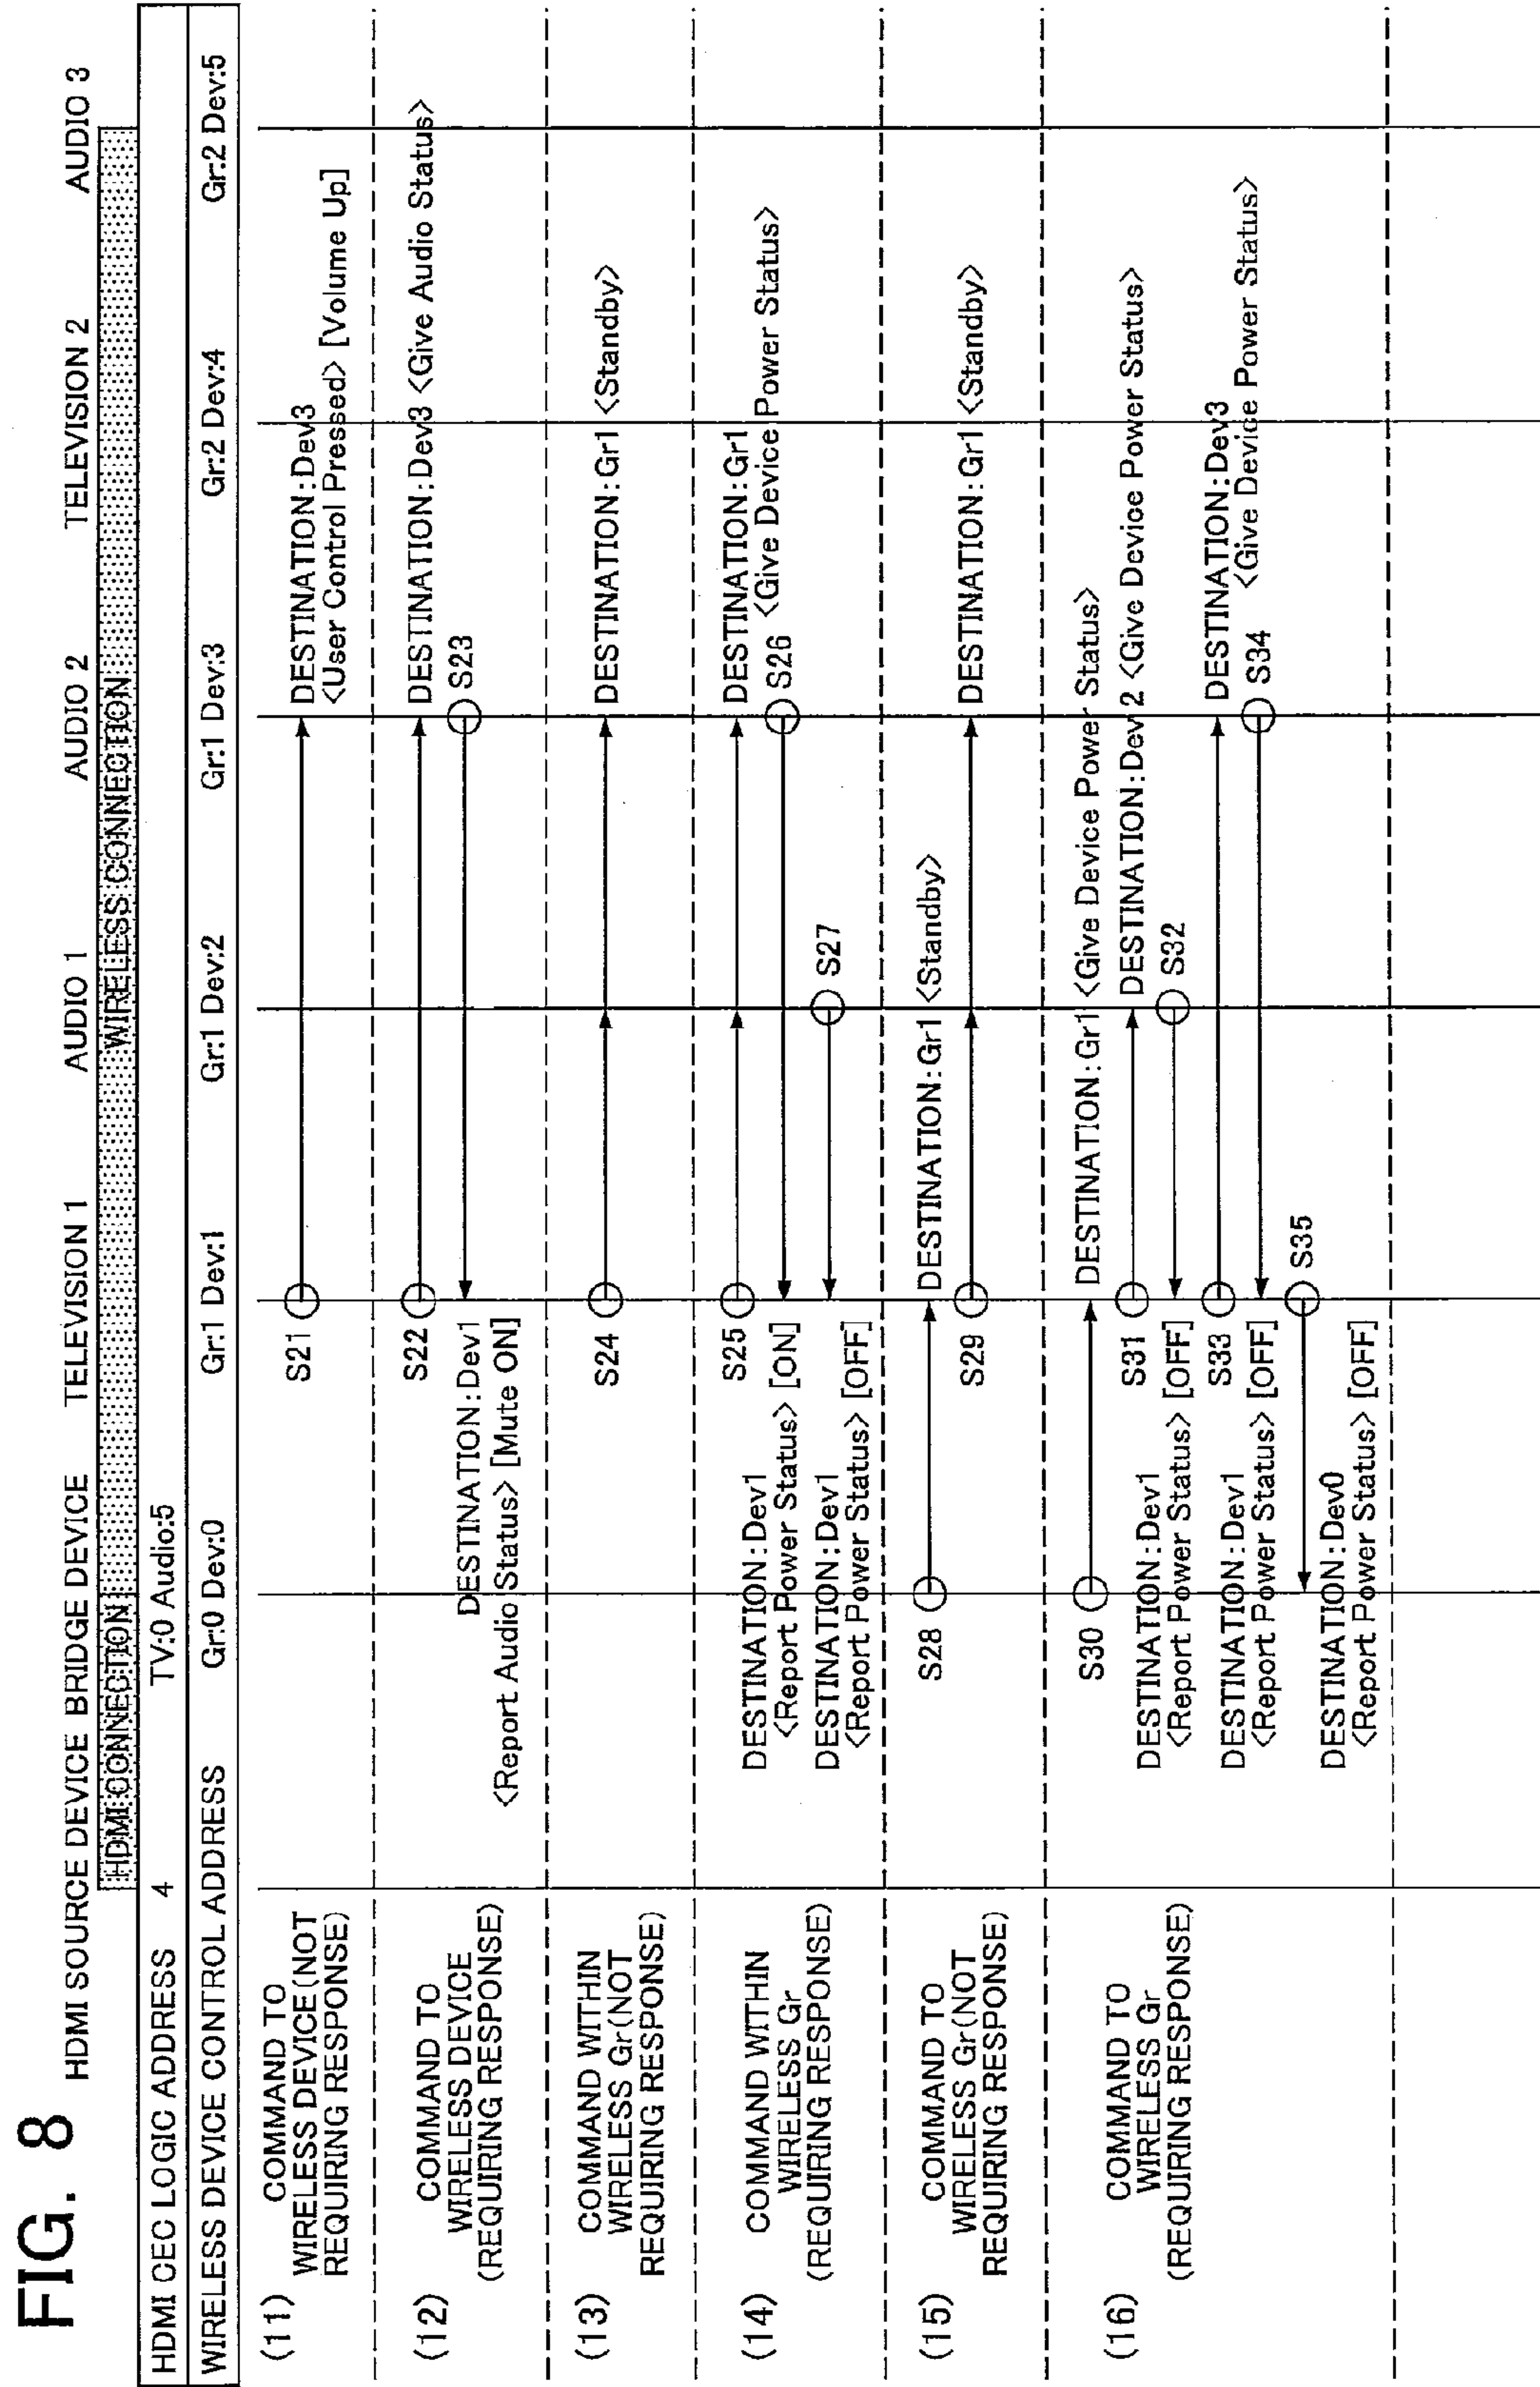 FIG. 8
HDMI SOURCE DEVICE BRIDGE DEVICE TELEVISION 1 AUDIO 1 AUDIO 2 TELEVISION 2 AUDIO 3
HDMI CONNECTION WIRELESS CONNECTION
HDMI CEC LOGIC ADDRESS 4 TV:0 Audio:5
WIRELESS DEVICE CONTROL ADDRESS Gr:0 Dev:0 Gr:1 Dev:1 Gr:1 Dev:2 Gr:1 Dev:3 Gr:2 Dev:4 Gr:2 Dev:5
(11) COMMAND TO
WIRELESS DEVICE(NOT
REQUIRING RESPONSE)
S21
DESTINATION:Dev3
<User Control Pressed> [Volume Up]
(12) COMMAND TO
WIRELESS DEVICE
(REQUIRING RESPONSE)
S22
DESTINATION:Dev3 <Give Audio Status>
S23
DESTINATION:Dev1
<Report Audio Status> [Mute ON]
(13) COMMAND WITHIN
WIRELESS Gr(NOT
REQUIRING RESPONSE)
S24
DESTINATION:Gr1 <Standby>
(14) COMMAND WITHIN
WIRELESS Gr
(REQUIRING RESPONSE)
S25
DESTINATION:Gr1
<Give Device Power Status>
S26
DESTINATION:Dev1
<Report Power Status> [ON]
S27
DESTINATION:Dev1
<Report Power Status> [OFF]
(15) COMMAND TO
WIRELESS Gr(NOT
REQUIRING RESPONSE)
S28
DESTINATION:Gr1 <Standby>
S29
DESTINATION:Gr1 <Standby>
(16) COMMAND TO
WIRELESS Gr
(REQUIRING RESPONSE)
S30
DESTINATION:Gr1 <Give Device Power Status>
S31
DESTINATION:Dev 2 <Give Device Power Status>
S32
DESTINATION:Dev1
<Report Power Status> [OFF]
S33
DESTINATION:Dev3
<Give Device Power Status>
S34
DESTINATION:Dev1
<Report Power Status> [OFF]
S35
DESTINATION:Dev0
<Report Power Status> [OFF]